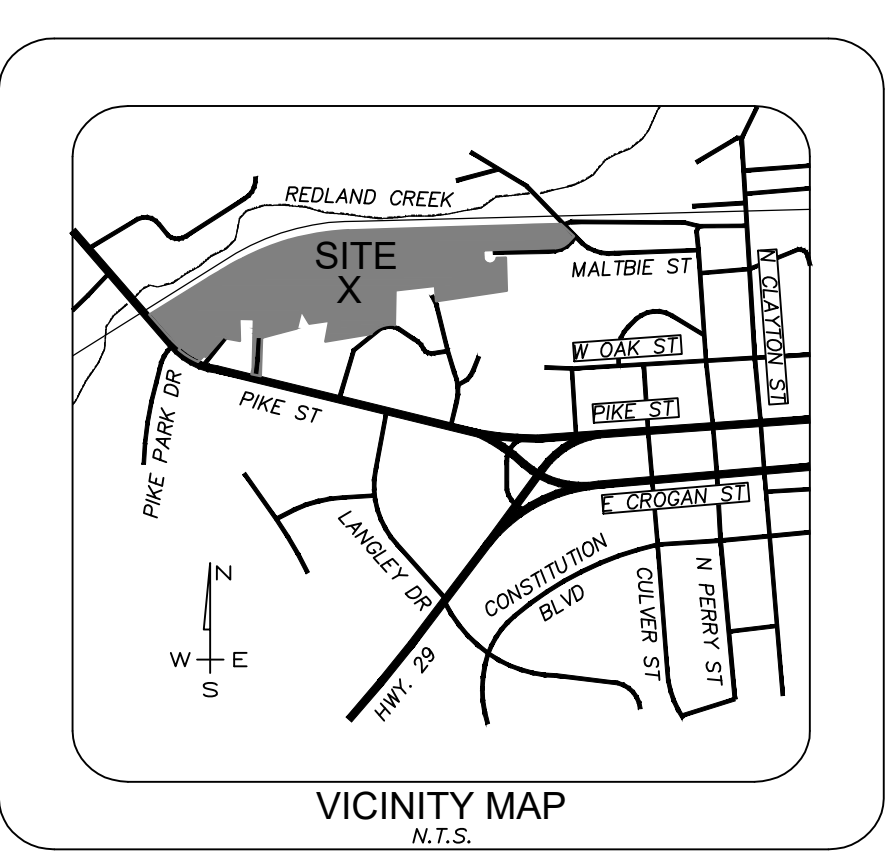 REDLAND CREEK
SITE
X
MALTBIE ST
N CLAYTON ST
W OAK ST
PIKE ST
PIKE ST
PIKE PARK DR
E CROGAN ST
LANGLEY DR
CONSTITUTION
BLVD
CULVER ST
N PERRY ST
HWY. 29
N
W E
S
VICINITY MAP
N.T.S.